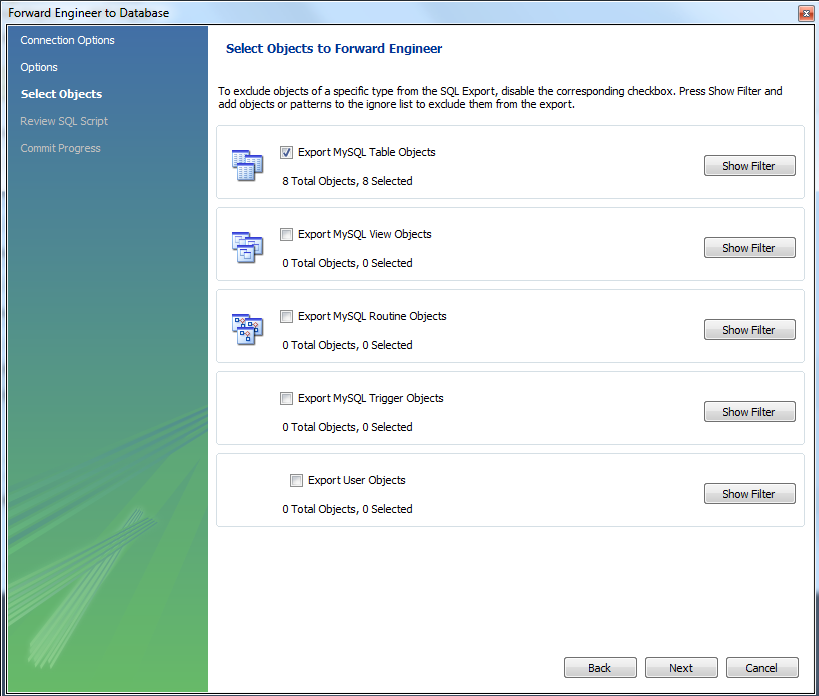 Forward Engineer to Database
Connection Options
Options
Select Objects
Review SQL Script
Commit Progress
Select Objects to Forward Engineer
To exclude objects of a specific type from the SQL Export, disable the corresponding checkbox. Press Show Filter and
add objects or patterns to the ignore list to exclude them from the export.
Export MySQL Table Objects
8 Total Objects, 8 Selected
Show Filter
Export MySQL View Objects
0 Total Objects, 0 Selected
Show Filter
Export MySQL Routine Objects
0 Total Objects, 0 Selected
Show Filter
Export MySQL Trigger Objects
0 Total Objects, 0 Selected
Show Filter
Export User Objects
0 Total Objects, 0 Selected
Show Filter
Back
Next
Cancel